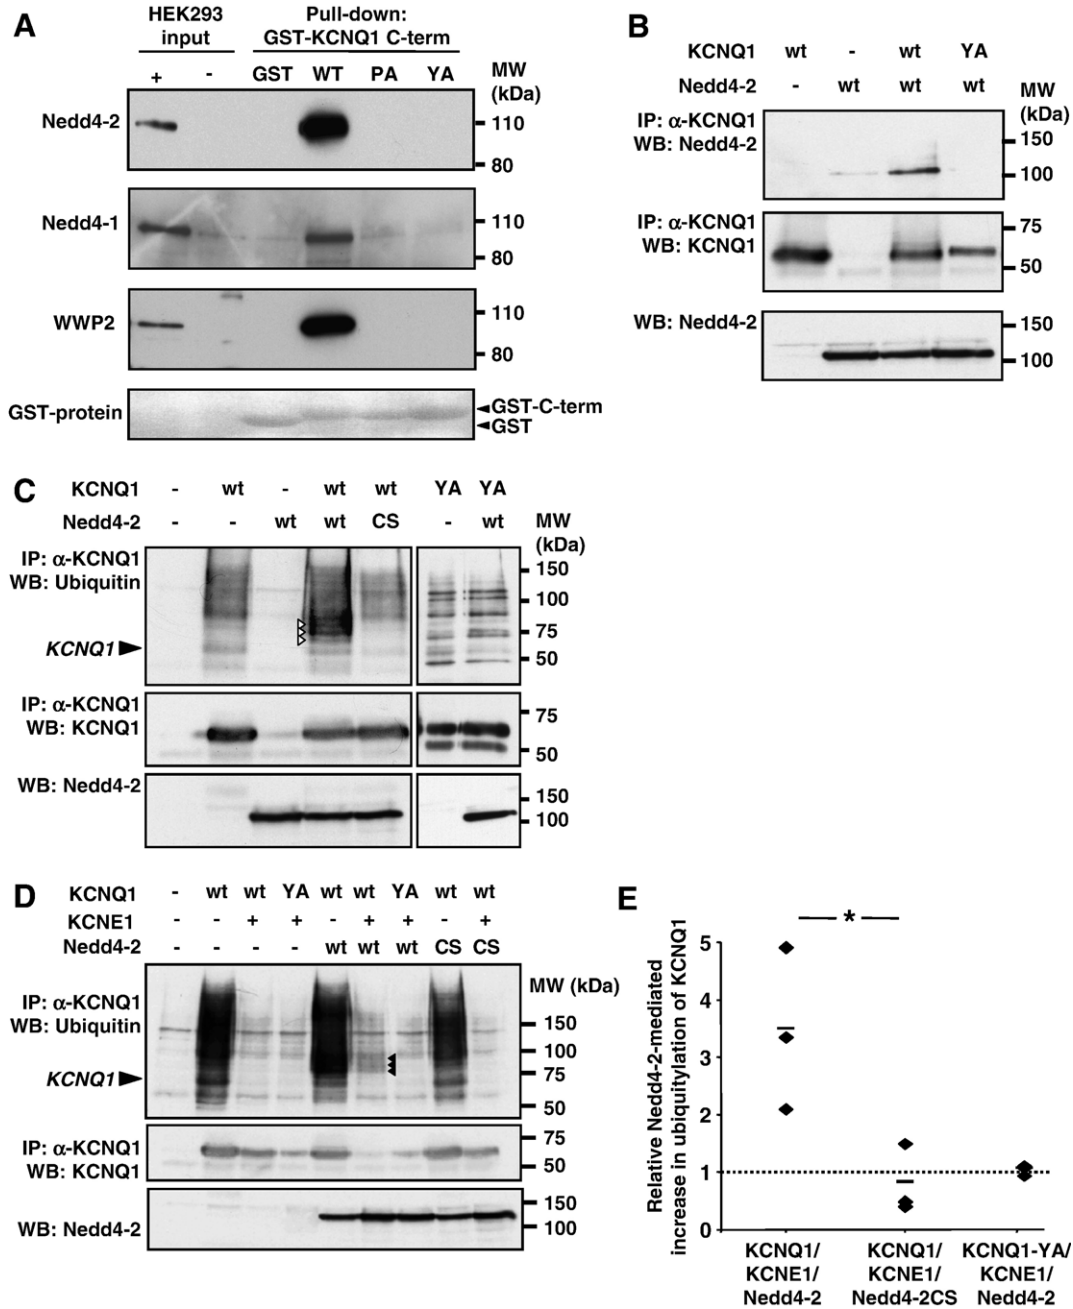 A
HEK293 input
Pull-down: GST-KCNQ1 C-term
+ - GST WT PA YA MW (kDa)
Nedd4-2
110
80
Nedd4-1
110
80
WWP2
110
80
GST-protein
GST-C-term
GST
B
KCNQ1 wt - wt YA
Nedd4-2 - wt wt wt
MW (kDa)
IP: α-KCNQ1
WB: Nedd4-2
150
100
IP: α-KCNQ1
WB: KCNQ1
75
50
WB: Nedd4-2
150
100
C
KCNQ1 - wt - wt wt YA YA
Nedd4-2 - - wt wt CS - wt
MW (kDa)
IP: α-KCNQ1
WB: Ubiquitin
KCNQ1
150
100
75
50
IP: α-KCNQ1
WB: KCNQ1
75
50
WB: Nedd4-2
150
100
D
KCNQ1 - wt wt YA wt wt YA wt wt
KCNE1 - - + + - + + - +
Nedd4-2 - - - - wt wt wt CS CS
MW (kDa)
IP: α-KCNQ1
WB: Ubiquitin
KCNQ1
150
100
75
50
IP: α-KCNQ1
WB: KCNQ1
75
50
WB: Nedd4-2
150
100
E
Relative Nedd4-2-mediated
increase in ubiquitylation of KCNQ1
*
5
4
3
2
1
0
KCNQ1/
KCNE1/
Nedd4-2
KCNQ1/
KCNE1/
Nedd4-2CS
KCNQ1-YA/
KCNE1/
Nedd4-2